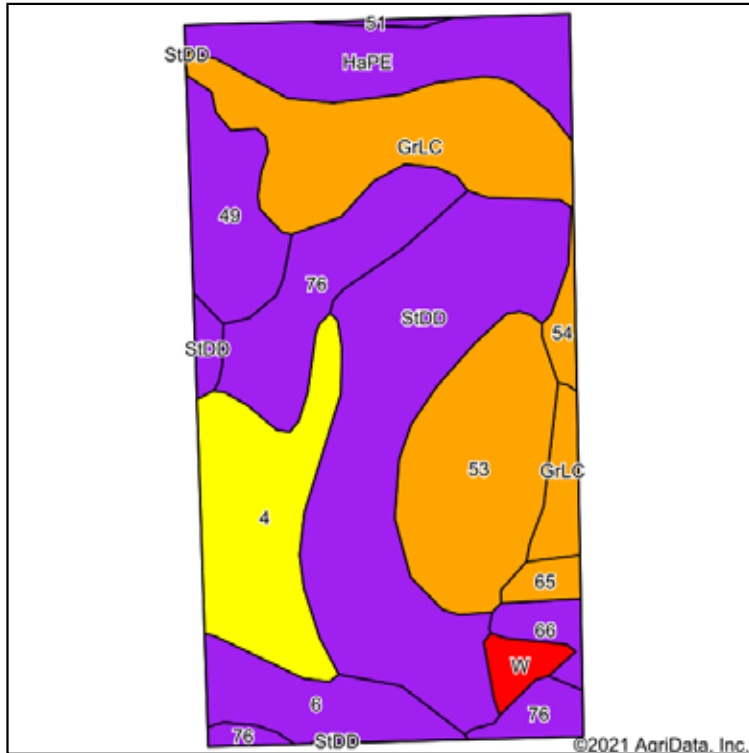 51
StDD
HaPE
GrLC
49
76
StDD
StDD
54
53
GrLC
4
65
66
W
6
76
76
StDD
©2021 AgriData, Inc.